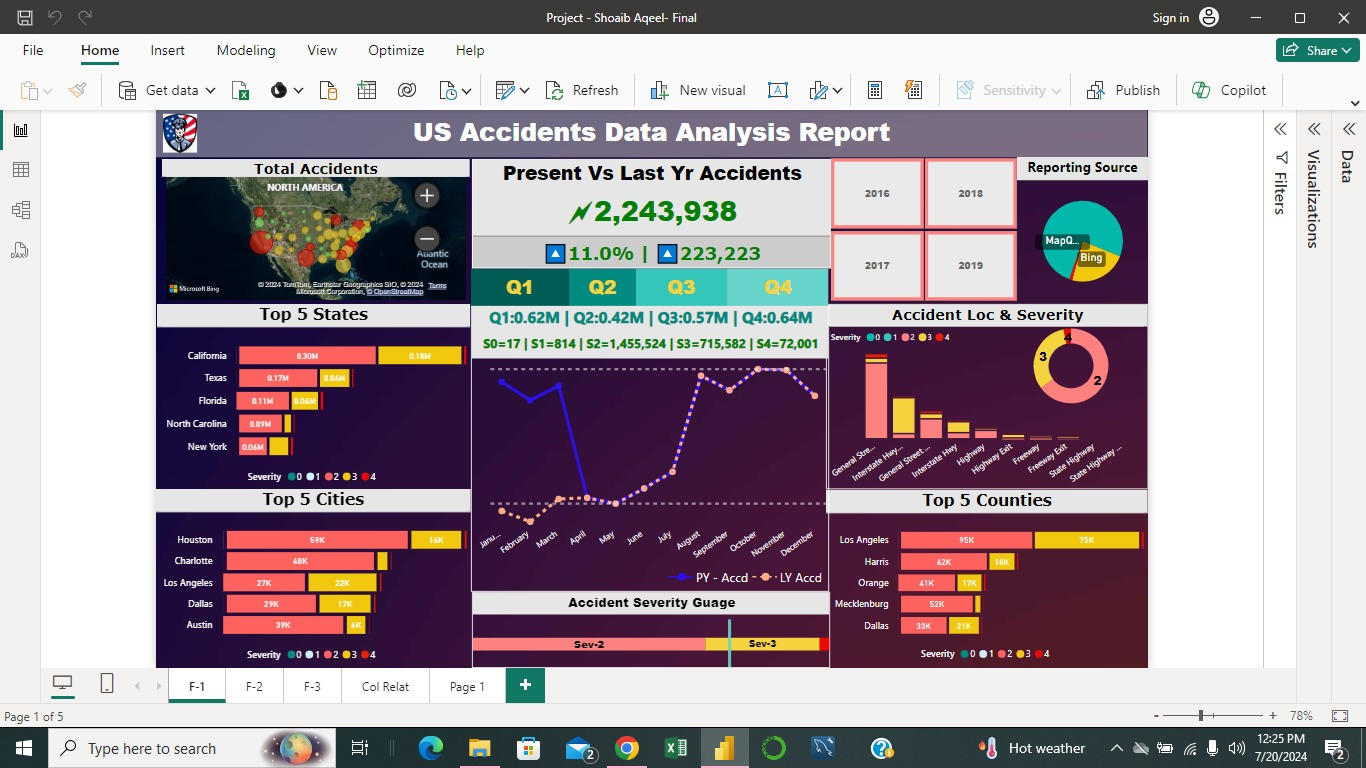 Project - Shoaib Aqeel- Final
Sign in
File
Home
Insert
Modeling
View
Optimize
Help
Share
Get data
Refresh
New visual
Sensitivity
Publish
Copilot
US Accidents Data Analysis Report
Total Accidents
NORTH AMERICA
Atlantic
Ocean
Microsoft Bing
© 2024 TomTom, Earthstar Geographics SIO, © 2024
Microsoft Corporation, © OpenStreetMap
Terms
Present Vs Last Yr Accidents
2,243,938
11.0% | 223,223
Q1
Q2
Q3
Q4
Q1:0.62M | Q2:0.42M | Q3:0.57M | Q4:0.64M
S0=17 | S1=814 | S2=1,455,524 | S3=715,582 | S4=72,001
2016
2018
2017
2019
Reporting Source
MapQ...
Bing
Filters
Visualizations
Data
Top 5 States
California 0.30M 0.18M
Texas 0.17M 0.06M
Florida 0.11M 0.06M
North Carolina 0.09M
New York 0.06M
Severity 0 1 2 3 4
Janu...
February
March
April
May
June
July
August
September
October
November
December
PY - Accd
LY Accd
Accident Loc & Severity
Severity 0 1 2 3 4
4
3
2
General Stre...
Interstate Hwy...
General Street ...
Interstate Hwy
Highway
Highway Exit
Freeway
Freeway Exit
State Highway
State Highway ...
Top 5 Cities
Houston 59K 16K
Charlotte 48K
Los Angeles 27K 22K
Dallas 29K 17K
Austin 39K 6K
Severity 0 1 2 3 4
Accident Severity Guage
Sev-2
Sev-3
Top 5 Counties
Los Angeles 95K 75K
Harris 62K 18K
Orange 41K 17K
Mecklenburg 52K
Dallas 33K 21K
Severity 0 1 2 3 4
F-1
F-2
F-3
Col Relat
Page 1
+
Page 1 of 5
- + 78%
Type here to search
2
Hot weather
12:25 PM
7/20/2024
2